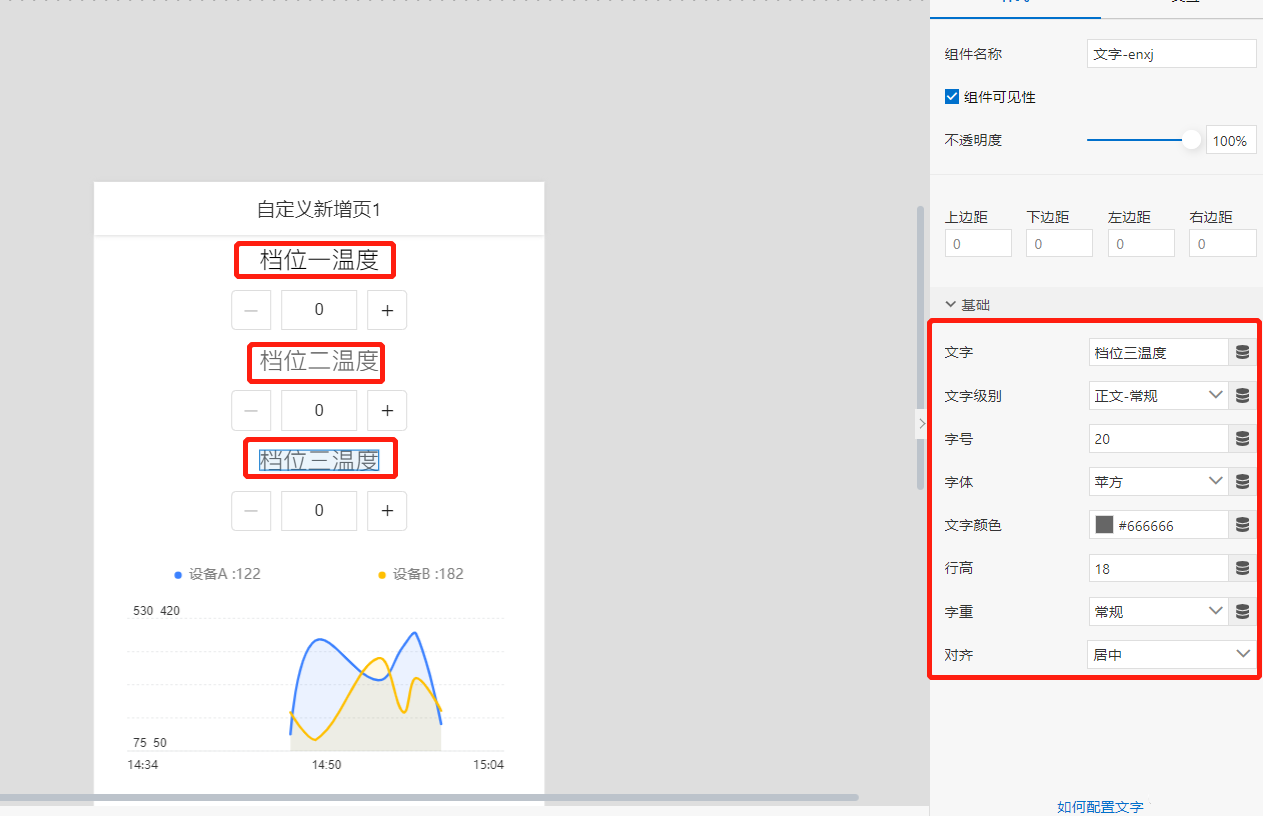 组件名称
文字-enxj
组件可见性
不透明度
100%
上边距 下边距 左边距 右边距
0 0 0 0
基础
文字
档位三温度
文字级别
正文-常规
字号
20
字体
苹方
文字颜色
#666666
行高
18
字重
常规
对齐
居中
如何配置文字
自定义新增页1
档位一温度
— 0 +
档位二温度
— 0 +
档位三温度
— 0 +
设备A :122 设备B :182
530 420
75 50
14:34 14:50 15:04